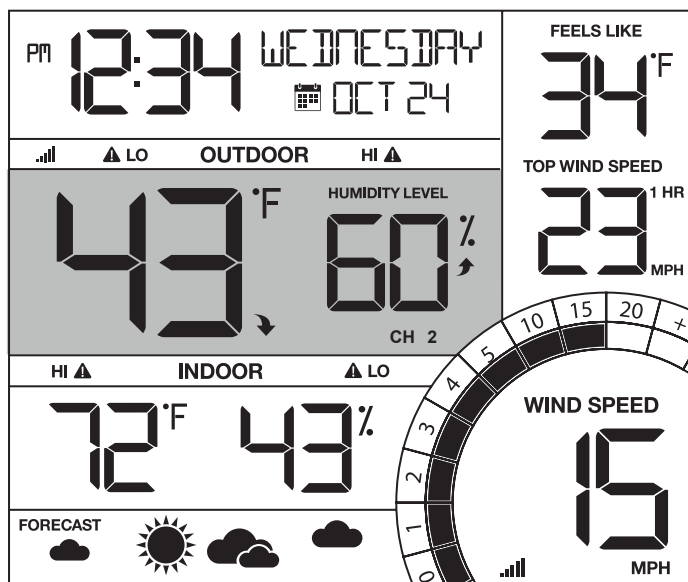 PM 12:34 WEDNESDAY
OCT 24
FEELS LIKE
34 °F
LO OUTDOOR HI
TOP WIND SPEED
23 1 HR
MPH
43 °F
HUMIDITY LEVEL
60 %
CH 2
HI INDOOR LO
72 °F 43 %
0 1 2 3 4 5 10 15 20 +
WIND SPEED
15
MPH
FORECAST